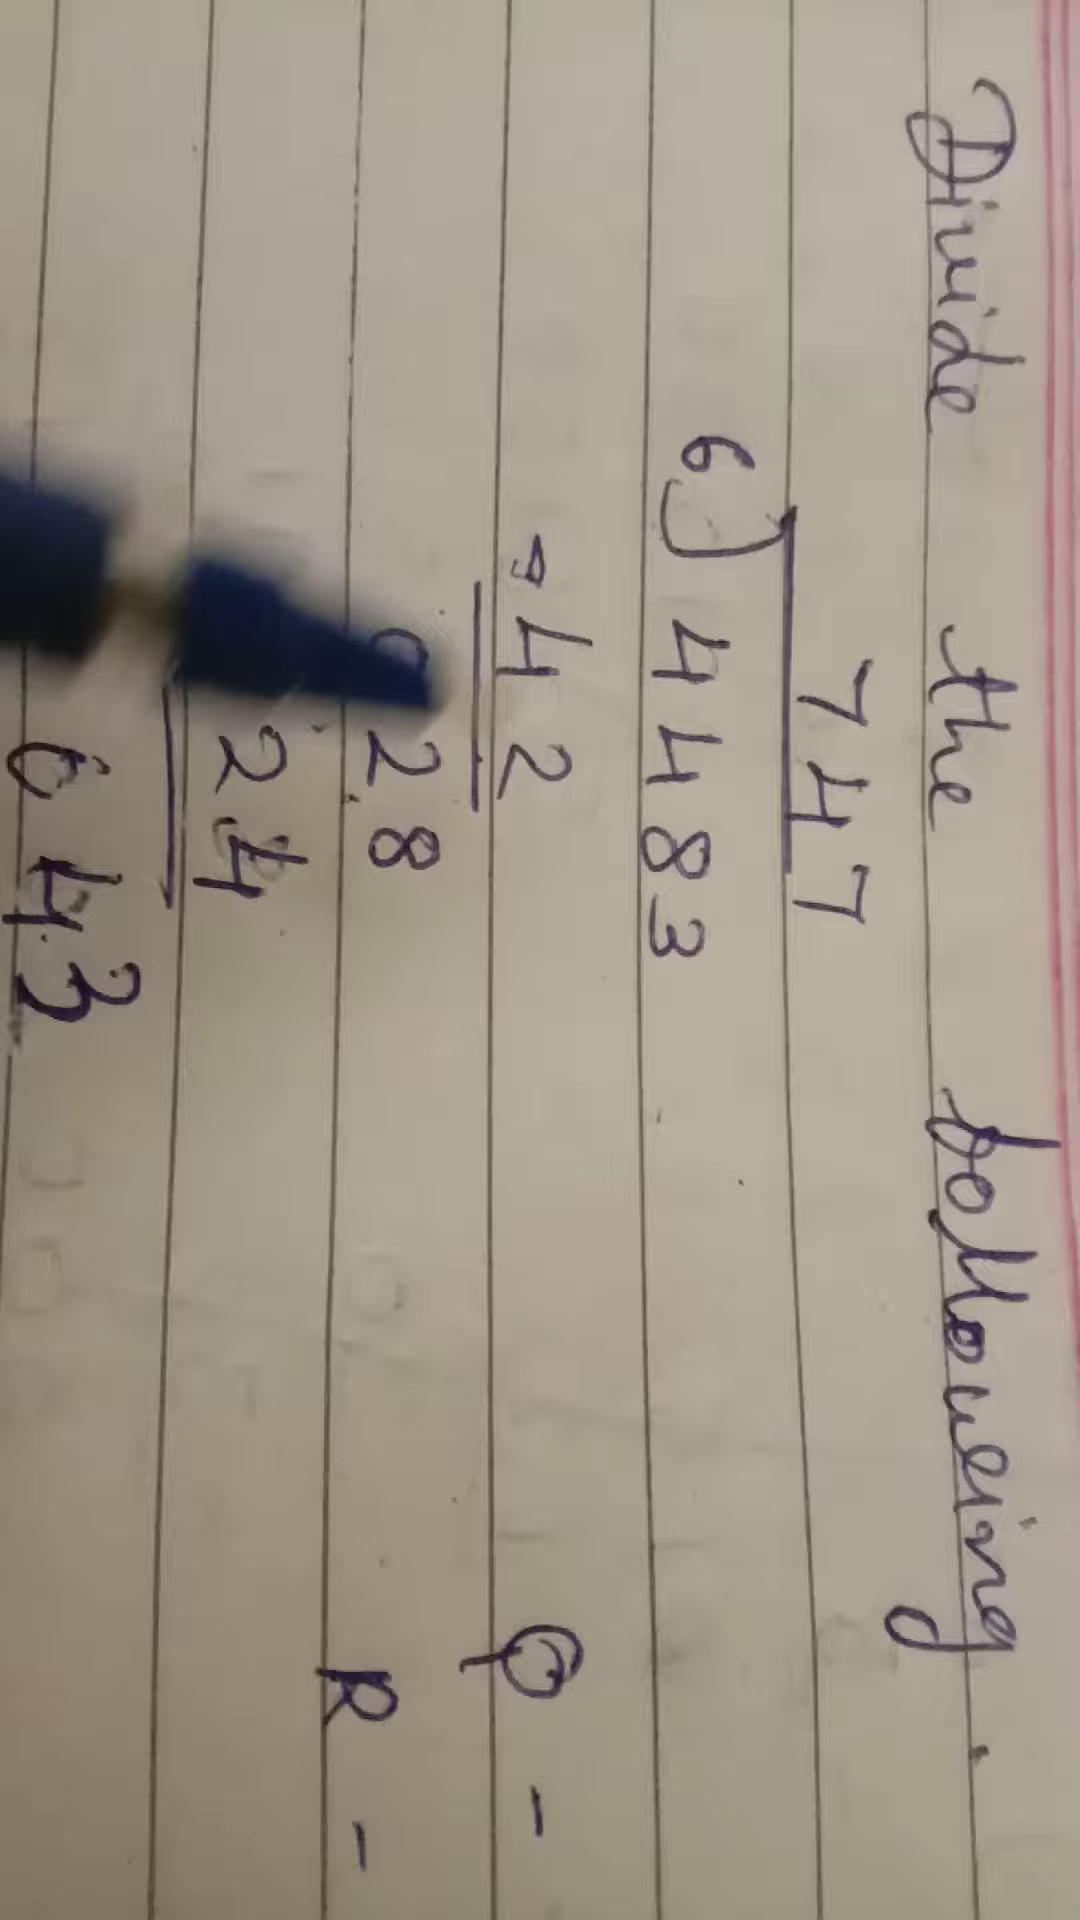 Divide the following.
747
6)4483
42
28
24
043
Q -
R -